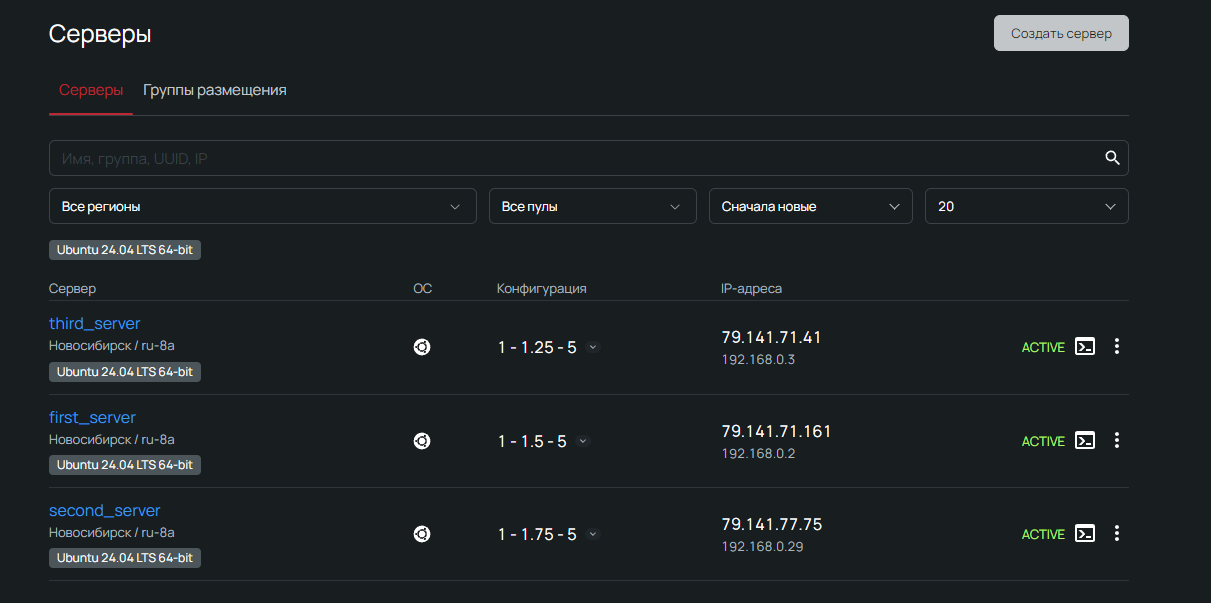 Серверы
Создать сервер
Серверы Группы размещения
Имя, группа, UUID, IP
Все регионы Все пулы Сначала новые 20
Ubuntu 24.04 LTS 64-bit
Сервер ОС Конфигурация IP-адреса
third_server
Новосибирск / ru-8a
Ubuntu 24.04 LTS 64-bit
1 - 1.25 - 5
79.141.71.41
192.168.0.3
ACTIVE
first_server
Новосибирск / ru-8a
Ubuntu 24.04 LTS 64-bit
1 - 1.5 - 5
79.141.71.161
192.168.0.2
ACTIVE
second_server
Новосибирск / ru-8a
Ubuntu 24.04 LTS 64-bit
1 - 1.75 - 5
79.141.77.75
192.168.0.29
ACTIVE